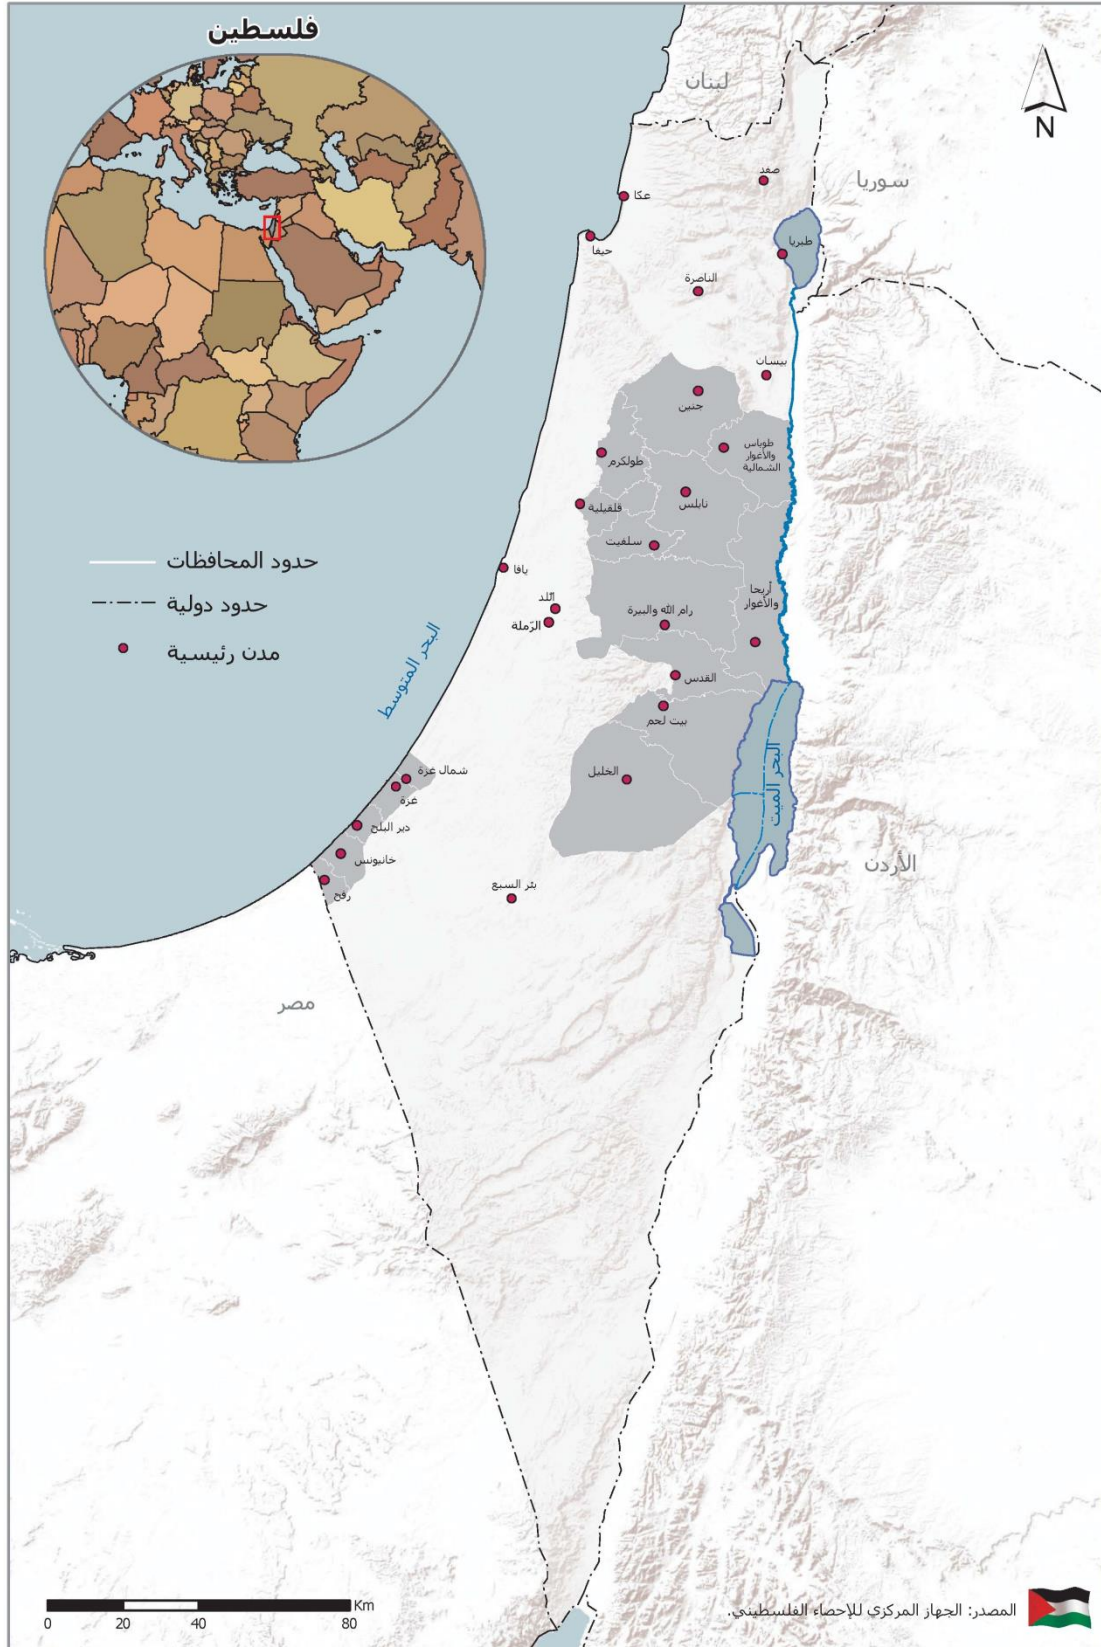 فلسطين
N
لبنان
سوريا
صفد
عكا
حيفا
طبريا
الناصرة
بيسان
جنين
طوباس
والأغوار
الشمالية
طولكرم
نابلس
قلقيلية
سلفيت
حدود المحافظات
حدود دولية
مدن رئيسية
يافا
اللد
الرّملة
أريحا
والأغوار
رام الله والبيرة
البحر المتوسط
القدس
بيت لحم
الخليل
البحر الميت
شمال غزة
غزة
دير البلح
خانيونس
رفح
بئر السبع
الأردن
مصر
Km
0 20 40 80
المصدر: الجهاز المركزي للإحصاء الفلسطيني.